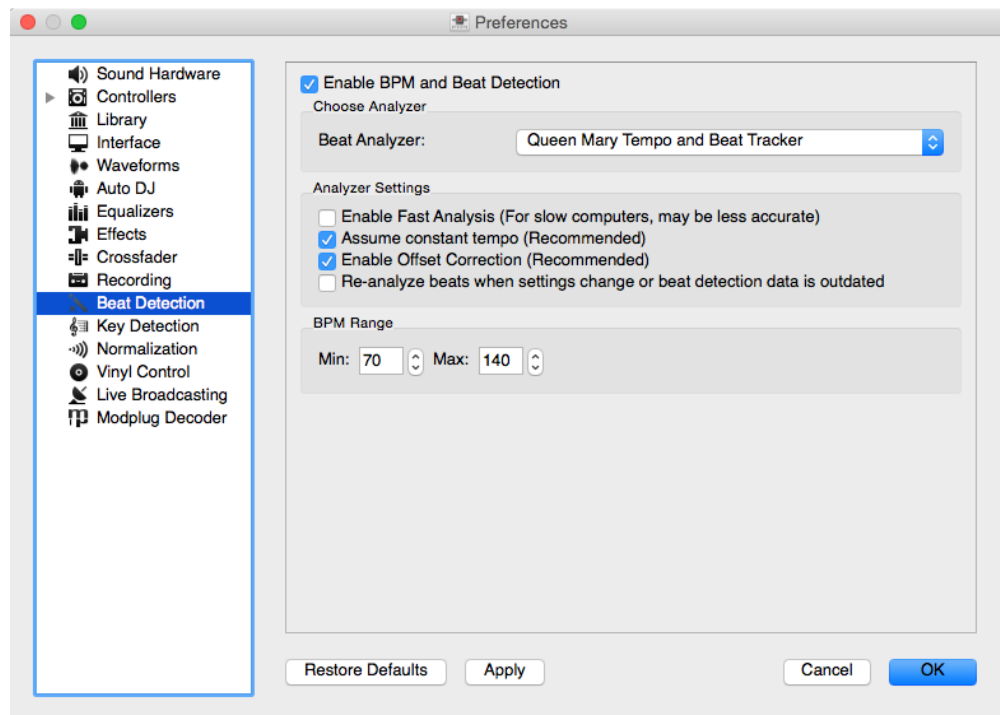 Preferences
Sound Hardware
Controllers
Library
Interface
Waveforms
Auto DJ
Equalizers
Effects
Crossfader
Recording
Beat Detection
Key Detection
Normalization
Vinyl Control
Live Broadcasting
Modplug Decoder
Enable BPM and Beat Detection
Choose Analyzer
Beat Analyzer: Queen Mary Tempo and Beat Tracker
Analyzer Settings
Enable Fast Analysis (For slow computers, may be less accurate)
Assume constant tempo (Recommended)
Enable Offset Correction (Recommended)
Re-analyze beats when settings change or beat detection data is outdated
BPM Range
Min: 70 Max: 140
Restore Defaults Apply Cancel OK